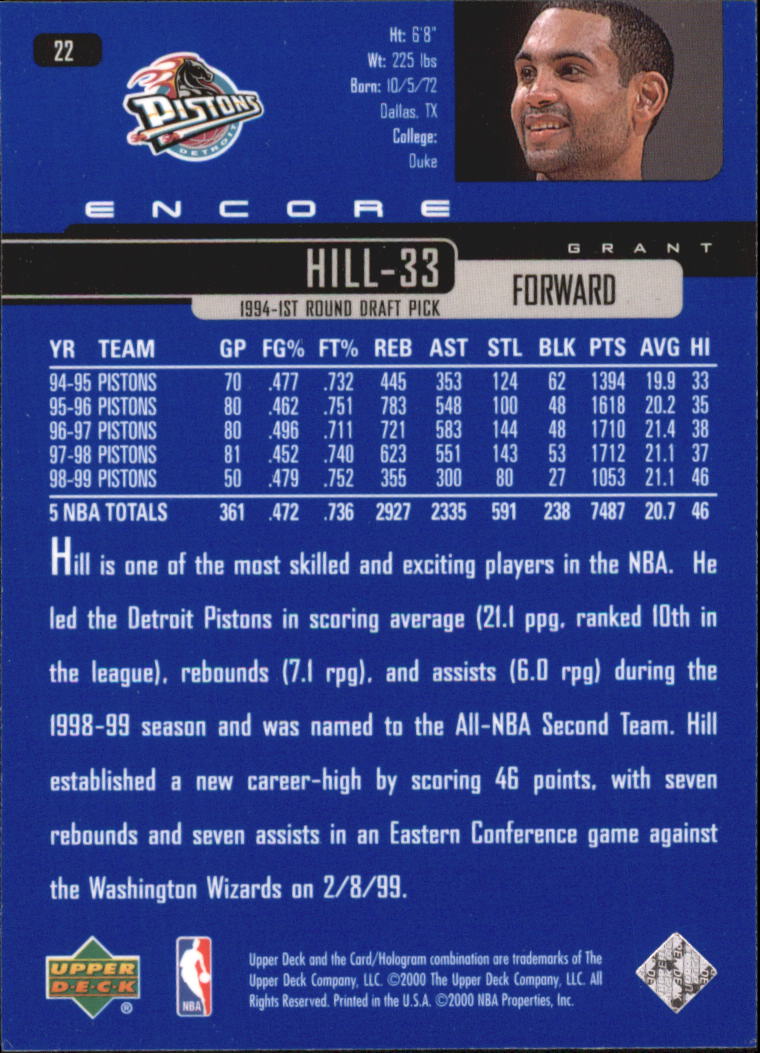 22
PISTONS
DETROIT
Ht: 6'8"
Wt: 225 lbs
Born: 10/5/72
Dallas, TX
College:
Duke
ENCORE
GRANT
HILL-33
FORWARD
1994-1ST ROUND DRAFT PICK
YR TEAM GP FG% FT% REB AST STL BLK PTS AVG HI
94-95 PISTONS 70 .477 .732 445 353 124 62 1394 19.9 33
95-96 PISTONS 80 .462 .751 783 548 100 48 1618 20.2 35
96-97 PISTONS 80 .496 .711 721 583 144 48 1710 21.4 38
97-98 PISTONS 81 .452 .740 623 551 143 53 1712 21.1 37
98-99 PISTONS 50 .479 .752 355 300 80 27 1053 21.1 46
5 NBA TOTALS 361 .472 .736 2927 2335 591 238 7487 20.7 46
Hill is one of the most skilled and exciting players in the NBA. He
led the Detroit Pistons in scoring average (21.1 ppg, ranked 10th in
the league), rebounds (7.1 rpg), and assists (6.0 rpg) during the
1998-99 season and was named to the All-NBA Second Team. Hill
established a new career-high by scoring 46 points, with seven
rebounds and seven assists in an Eastern Conference game against
the Washington Wizards on 2/8/99.
UPPER
D·E·C·K
®
NBA
Upper Deck and the Card/Hologram combination are trademarks of The
Upper Deck Company, LLC. ©2000 The Upper Deck Company, LLC. All
Rights Reserved. Printed in the U.S.A. ©2000 NBA Properties, Inc.